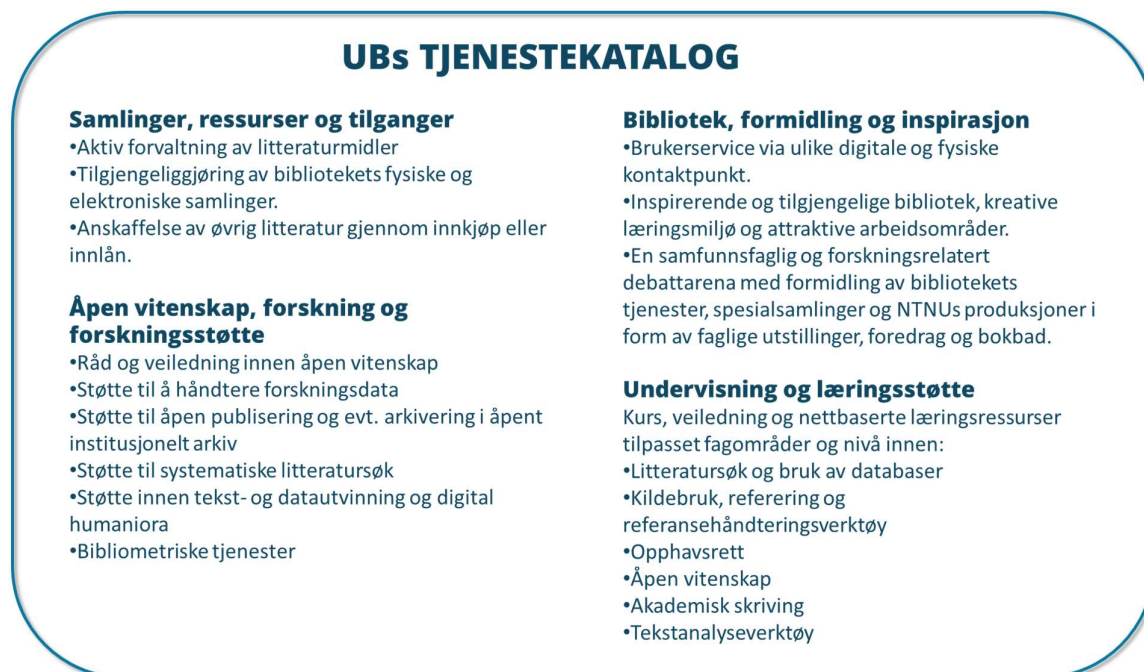 UBs TJENESTEKATALOG
Samlinger, ressurser og tilganger
•Aktiv forvaltning av litteraturmidler
•Tilgjengeliggjøring av bibliotekets fysiske og
elektroniske samlinger.
•Anskaffelse av øvrig litteratur gjennom innkjøp eller
innlån.
Åpen vitenskap, forskning og
forskningsstøtte
•Råd og veiledning innen åpen vitenskap
•Støtte til å håndtere forskningsdata
•Støtte til åpen publisering og evt. arkivering i åpent
institusjonelt arkiv
•Støtte til systematiske litteratursøk
•Støtte innen tekst- og datautvinning og digital
humaniora
•Bibliometriske tjenester
Bibliotek, formidling og inspirasjon
•Brukerservice via ulike digitale og fysiske
kontaktpunkt.
•Inspirerende og tilgjengelige bibliotek, kreative
læringsmiljø og attraktive arbeidsområder.
•En samfunnsfaglig og forskningsrelatert
debattarena med formidling av bibliotekets
tjenester, spesialsamlinger og NTNUs produksjoner i
form av faglige utstillinger, foredrag og bokbad.
Undervisning og læringsstøtte
Kurs, veiledning og nettbaserte læringsressurser
tilpasset fagområder og nivå innen:
•Litteratursøk og bruk av databaser
•Kildebruk, referering og
referansehåndteringsverktøy
•Opphavsrett
•Åpen vitenskap
•Akademisk skriving
•Tekstanalyseverktøy